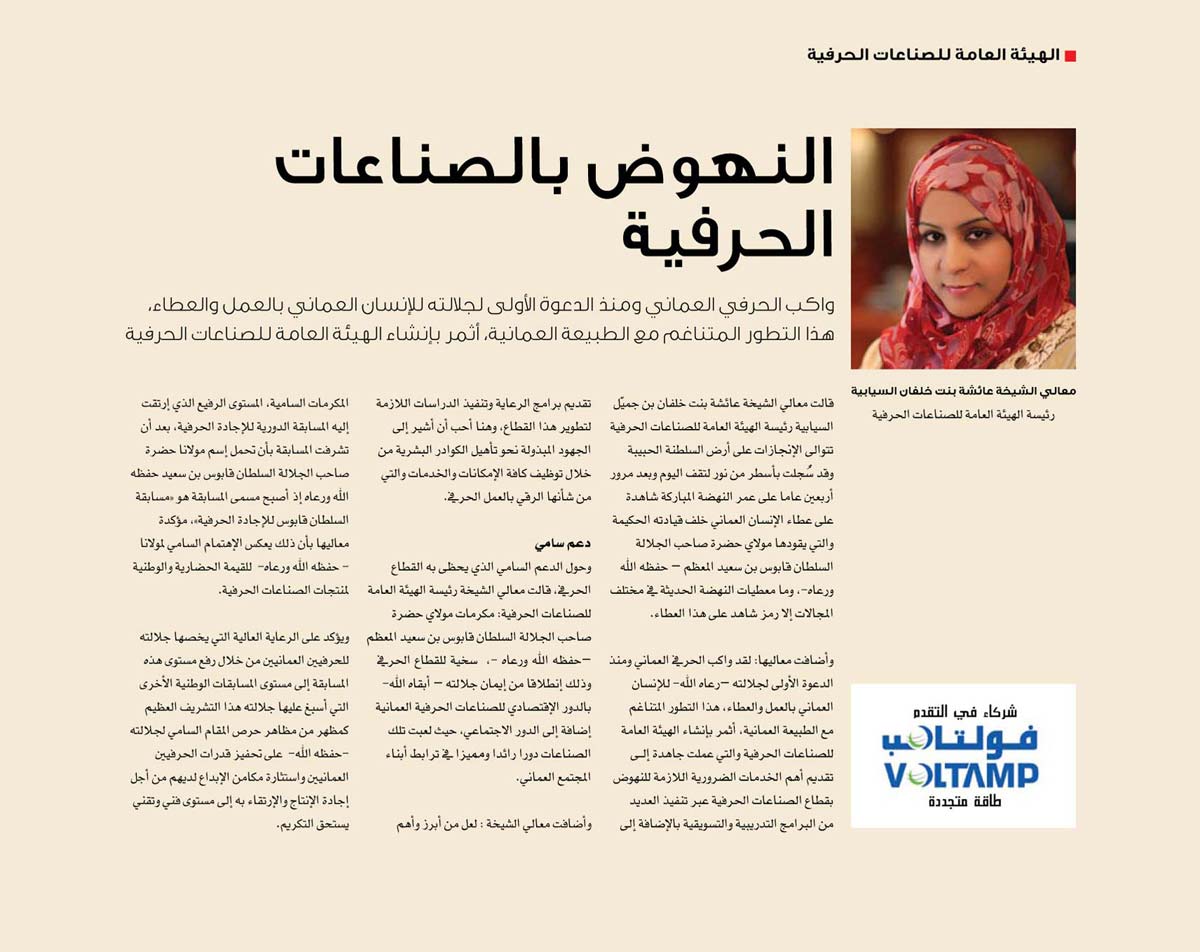 الهيئة العامة للصناعات الحرفية
النهوض بالصناعات
الحرفية
واكب الحرفي العماني ومنذ الدعوة الأولى لجلالته للإنسان العماني بالعمل والعطاء،
هذا التطور المتناغم مع الطبيعة العمانية، أثمر بإنشاء الهيئة العامة للصناعات الحرفية
معالي الشيخة عائشة بنت خلفان السيابية
رئيسة الهيئة العامة للصناعات الحرفية
قالت معالي الشيخة عائشة بنت خلفان بن جميّل
السيابية رئيسة الهيئة العامة للصناعات الحرفية
تتوالى الإنجازات على أرض السلطنة الحبيبة
وقد سُجلت بأسطر من نور لتقف اليوم وبعد مرور
أربعين عاما على عمر النهضة المباركة شاهدة
على عطاء الإنسان العماني خلف قيادته الحكيمة
والتي يقودها مولاي حضرة صاحب الجلالة
السلطان قابوس بن سعيد المعظم – حفظه الله
ورعاه-، وما معطيات النهضة الحديثة في مختلف
المجالات إلا رمز شاهد على هذا العطاء.
وأضافت معاليها: لقد واكب الحرفي العماني ومنذ
الدعوة الأولى لجلالته –رعاه الله- للإنسان
العماني بالعمل والعطاء، هذا التطور المتناغم
مع الطبيعة العمانية، أثمر بإنشاء الهيئة العامة
للصناعات الحرفية والتي عملت جاهدة إلى
تقديم أهم الخدمات الضرورية اللازمة للنهوض
بقطاع الصناعات الحرفية عبر تنفيذ العديد
من البرامج التدريبية والتسويقية بالإضافة إلى
تقديم برامج الرعاية وتنفيذ الدراسات اللازمة
لتطوير هذا القطاع، وهنا أحب أن أشير إلى
الجهود المبذولة نحو تأهيل الكوادر البشرية من
خلال توظيف كافة الإمكانات والخدمات والتي
من شأنها الرقي بالعمل الحرفي.
دعم سامي
وحول الدعم السامي الذي يحظى به القطاع
الحرفي، قالت معالي الشيخة رئيسة الهيئة العامة
للصناعات الحرفية: مكرمات مولاي حضرة
صاحب الجلالة السلطان قابوس بن سعيد المعظم
–حفظه الله ورعاه -، سخية للقطاع الحرفي
وذلك إنطلاقا من إيمان جلالته – أبقاه الله-
بالدور الإقتصادي للصناعات الحرفية العمانية
إضافة إلى الدور الاجتماعي، حيث لعبت تلك
الصناعات دورا رائدا ومميزا في ترابط أبناء
المجتمع العماني.
وأضافت معالي الشيخة : لعل من أبرز وأهم
المكرمات السامية، المستوى الرفيع الذي إرتقت
إليه المسابقة الدورية للإجادة الحرفية، بعد أن
تشرفت المسابقة بأن تحمل إسم مولانا حضرة
صاحب الجلالة السلطان قابوس بن سعيد حفظه
الله ورعاه إذ أصبح مسمى المسابقة هو «مسابقة
السلطان قابوس للإجادة الحرفية»، مؤكدة
معاليها بأن ذلك يعكس الإهتمام السامي لمولانا
- حفظه الله ورعاه- للقيمة الحضارية والوطنية
لمنتجات الصناعات الحرفية.
ويؤكد على الرعاية العالية التي يخصها جلالته
للحرفيين العمانيين من خلال رفع مستوى هذه
المسابقة إلى مستوى المسابقات الوطنية الأخرى
التي أسبغ عليها جلالته هذا التشريف العظيم
كمظهر من مظاهر حرص المقام السامي لجلالته
-حفظه الله- على تحفيز قدرات الحرفيين
العمانيين واستثارة مكامن الإبداع لديهم من أجل
إجادة الإنتاج والإرتقاء به إلى مستوى فني وتقني
يستحق التكريم.
شركاء في التقدم
فولتامب
VOLTAMP
طاقة متجددة